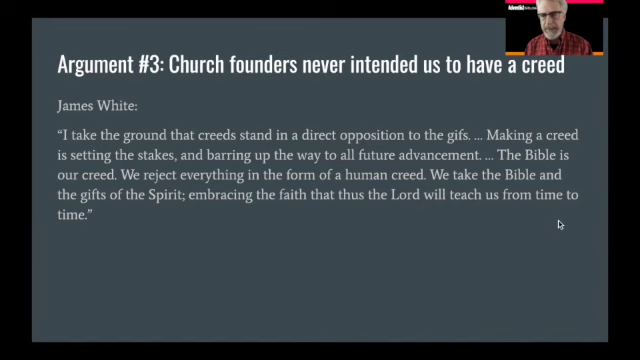 Argument #3: Church founders never intended us to have a creed
James White:
“I take the ground that creeds stand in a direct opposition to the gifs. ... Making a creed
is setting the stakes, and barring up the way to all future advancement. ... The Bible is
our creed. We reject everything in the form of a human creed. We take the Bible and
the gifts of the Spirit; embracing the faith that thus the Lord will teach us from time to
time.”